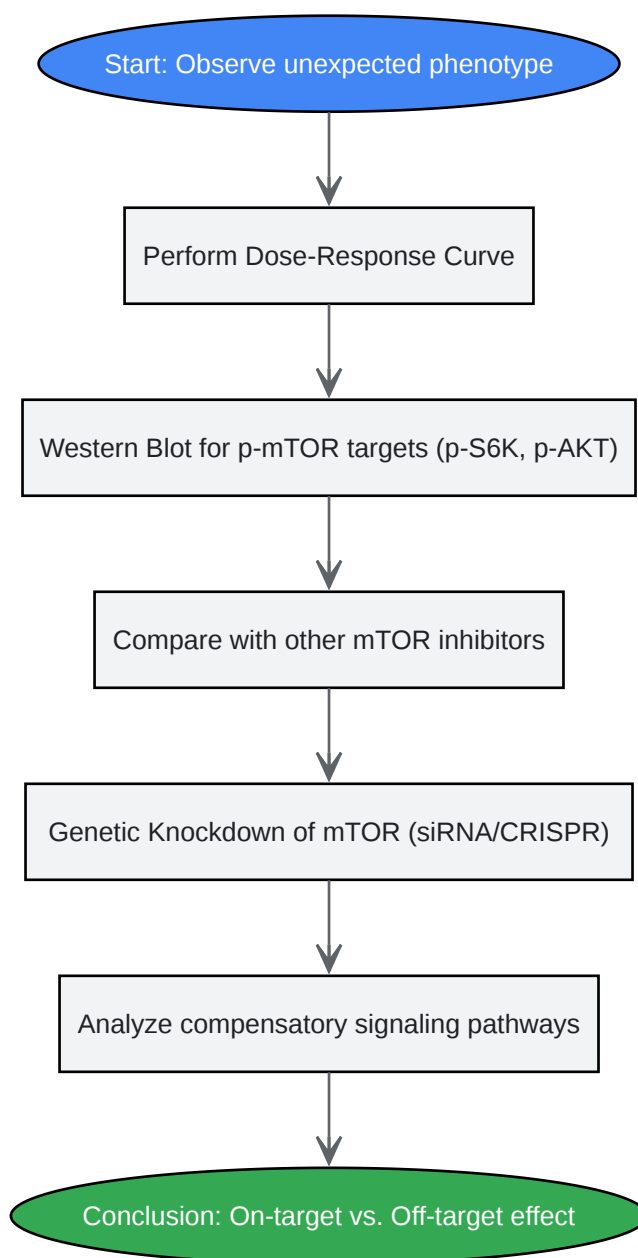 Start: Observe unexpected phenotype
Perform Dose-Response Curve
Western Blot for p-mTOR targets (p-S6K, p-AKT)
Compare with other mTOR inhibitors
Genetic Knockdown of mTOR (siRNA/CRISPR)
Analyze compensatory signaling pathways
Conclusion: On-target vs. Off-target effect